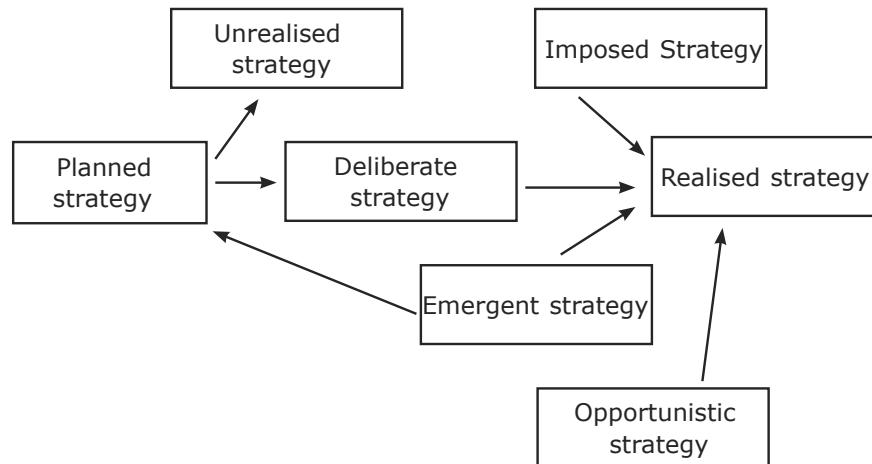 Unrealised
strategy
Imposed Strategy
Planned
strategy
Deliberate
strategy
Realised strategy
Emergent strategy
Opportunistic
strategy